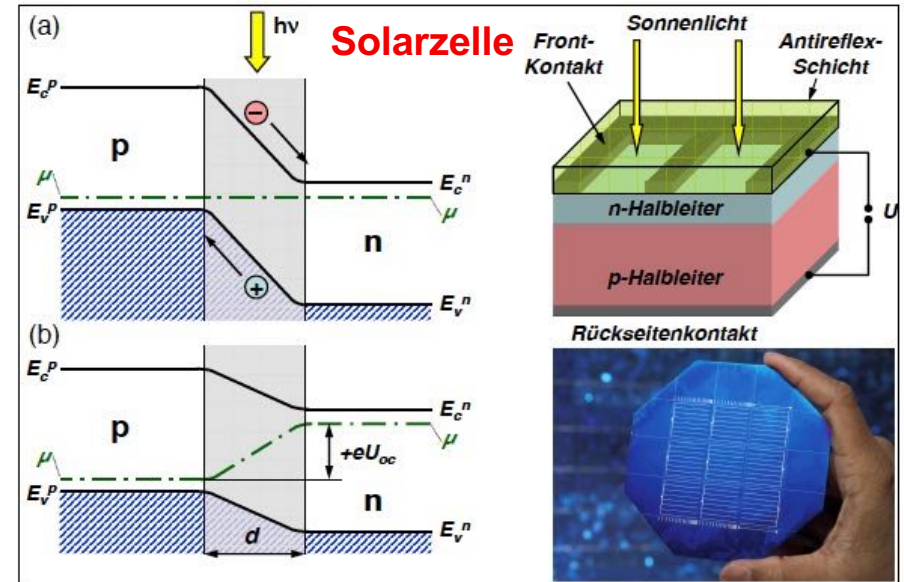 (a)
hν
Solarzelle
E_c^p
p
μ
E_v^p
−
+
E_c^n
μ
n
E_v^n
(b)
E_c^p
p
μ
E_v^p
E_c^n
μ
+eU_oc
n
d
E_v^n
Sonnenlicht
Front-
Kontakt
Antireflex-
Schicht
n-Halbleiter
U
p-Halbleiter
Rückseitenkontakt